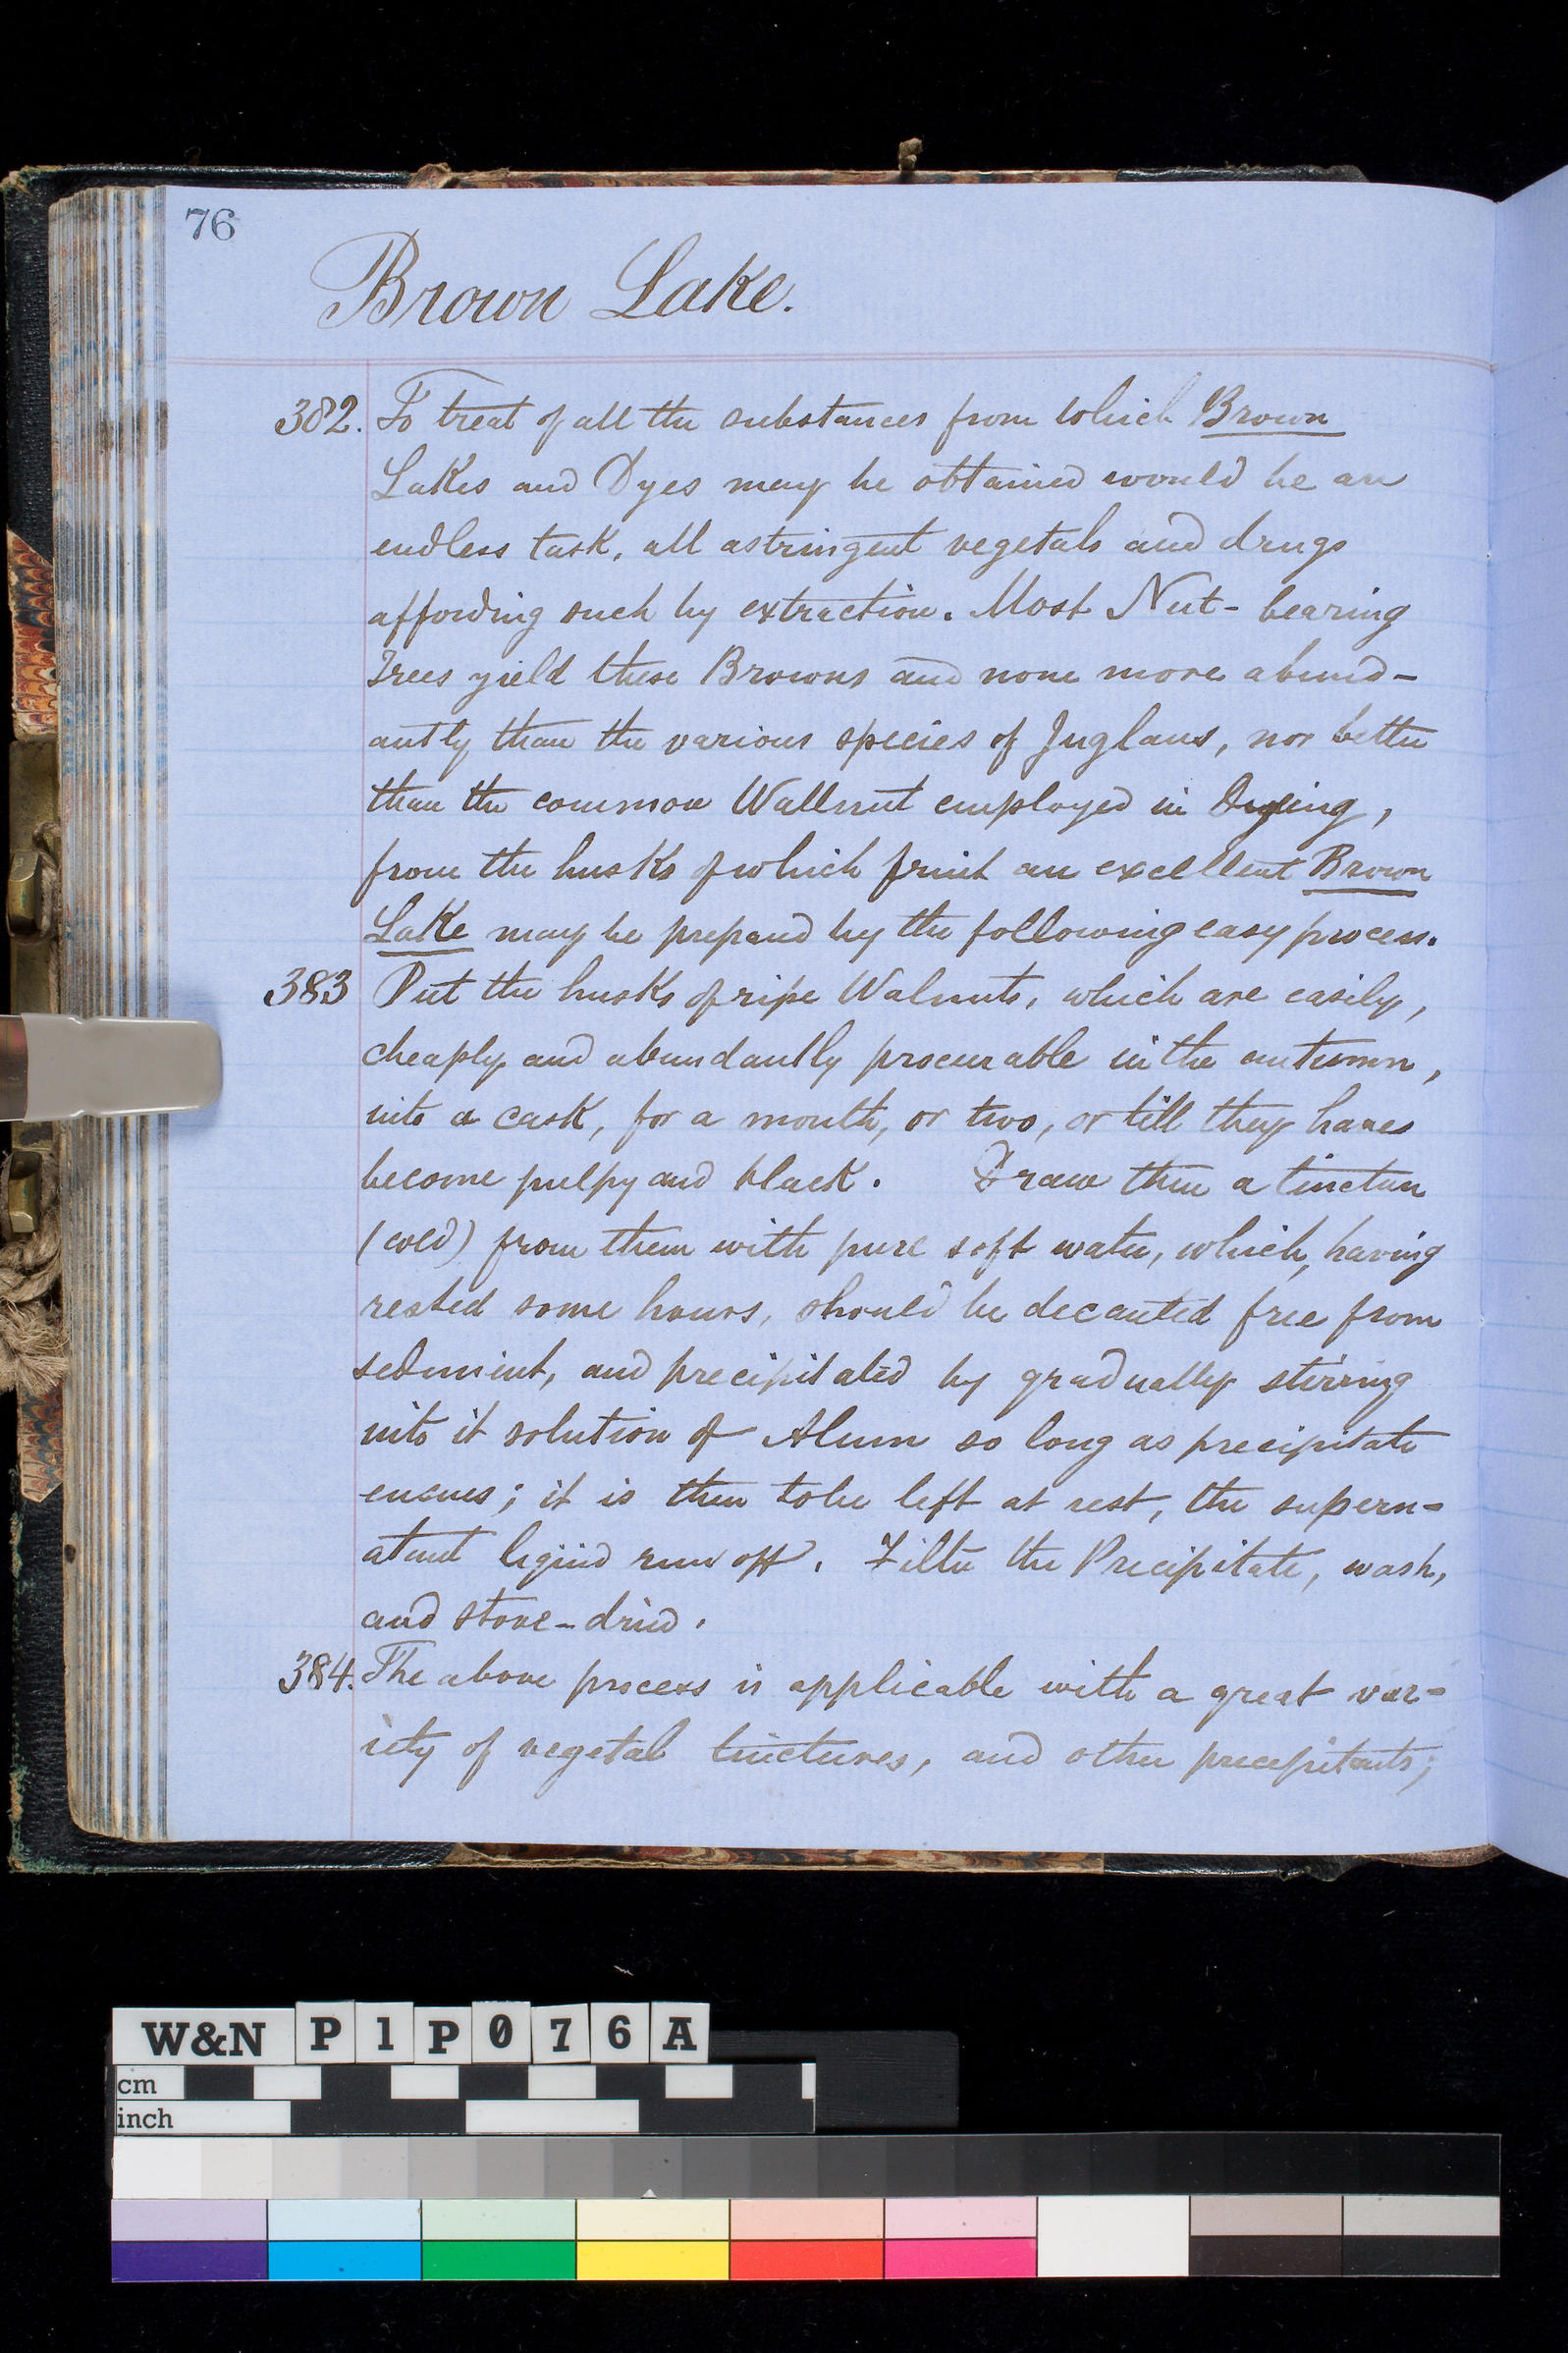 76
Brown Lake.
382. To treat of all the substances from which Brown
Lakes and Dyes may be obtained would be an
endless task, all astringent vegetals and drugs
affording such by extraction. Most Nut-bearing
Trees yield these Browns and none more abund-
antly than the various species of Juglans, nor better
than the common Wallnut employed in Dyeing,
from the husks of which fruit an excellent Brown
Lake may be prepared by the following easy process.
383 Put the husks of ripe Walnuts, which are easily,
cheaply and abundantly procurable in the autumn,
into a cask, for a month, or two, or till they have
become pulpy and black. Draw then a tincture
(cold) from them with pure soft water, which, having
rested some hours, should be decanted free from
sediment, and precipitated by gradually stirring
into it solution of Alum so long as precipitate
ensues; it is then to be left at rest, the supern=
atant liquid run off. Filter the Precipitate, wash,
and stove-dried.
384. The above process is applicable with a great var=
iety of vegetal tinctures, and other precipitants;
W&N P1P076A
cm
inch